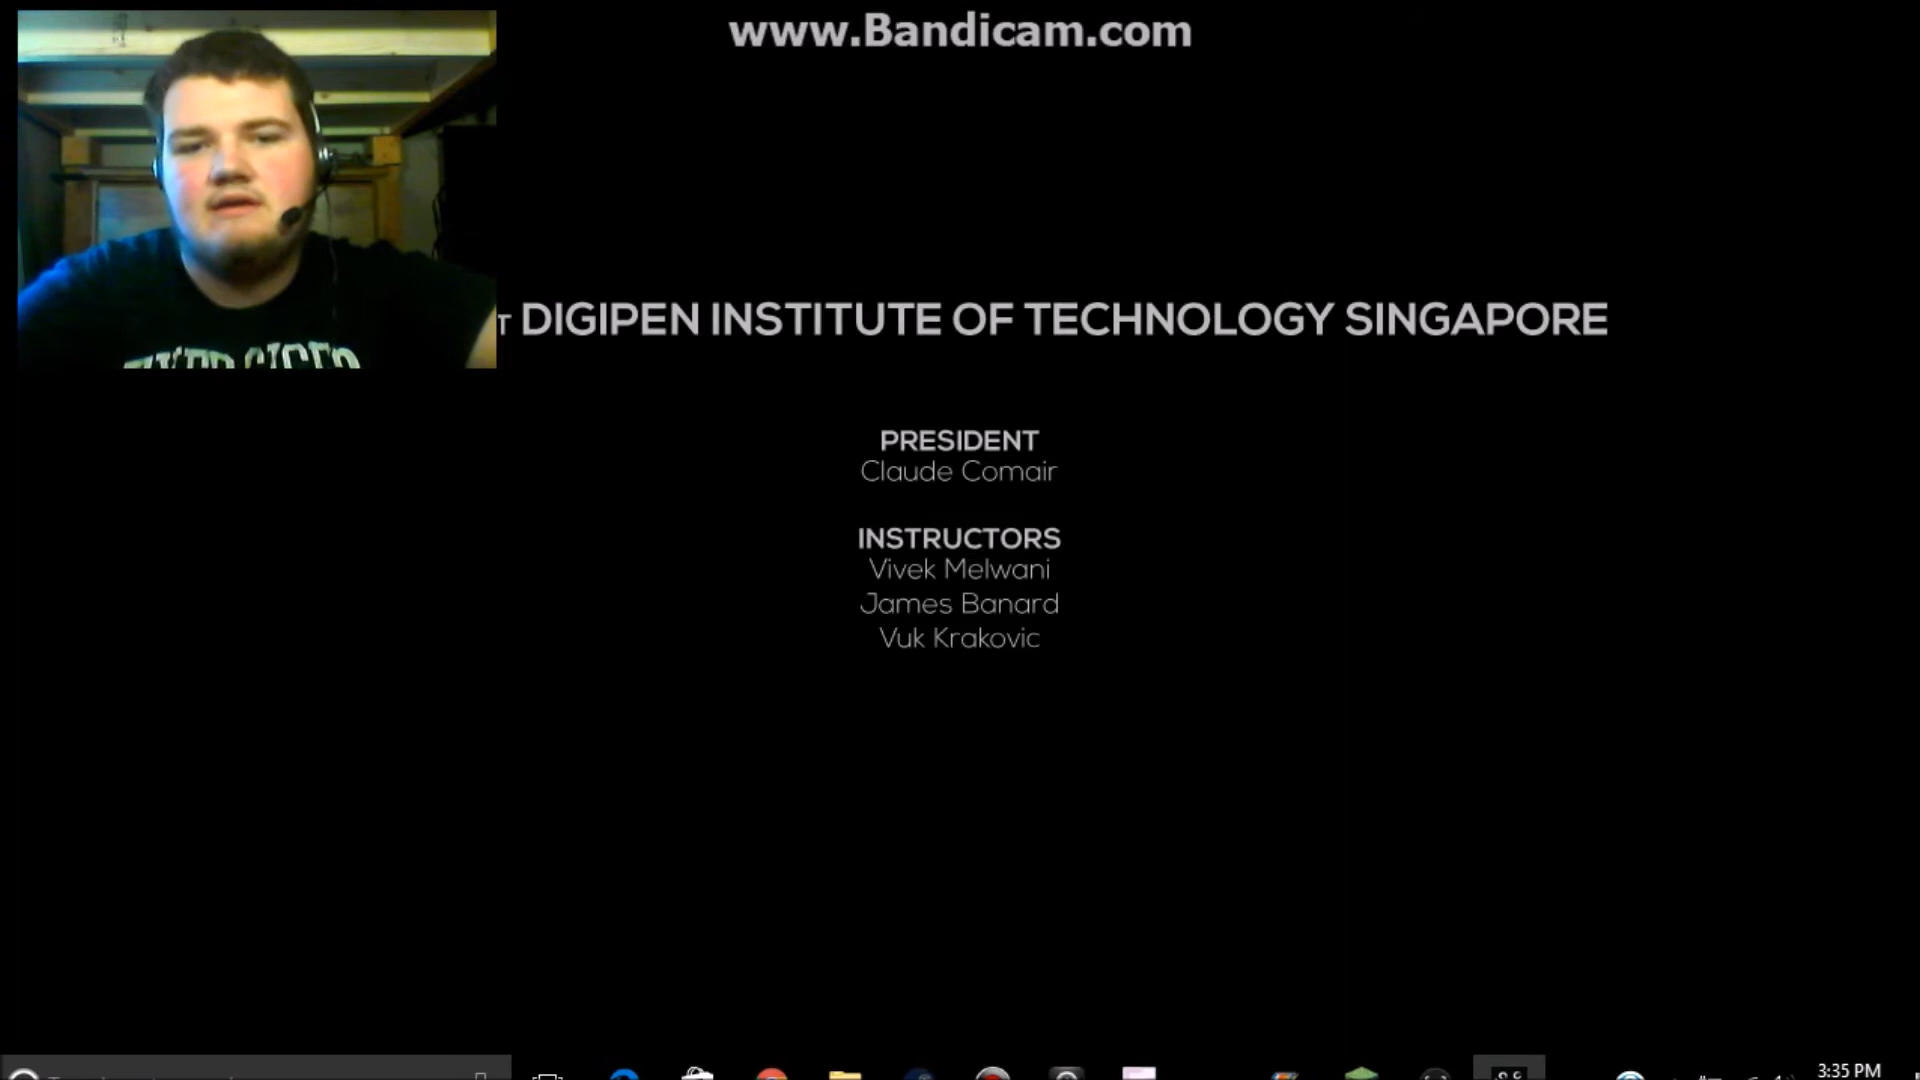 www.Bandicam.com
T DIGIPEN INSTITUTE OF TECHNOLOGY SINGAPORE
PRESIDENT
Claude Comair
INSTRUCTORS
Vivek Melwani
James Banard
Vuk Krakovic
3:35 PM